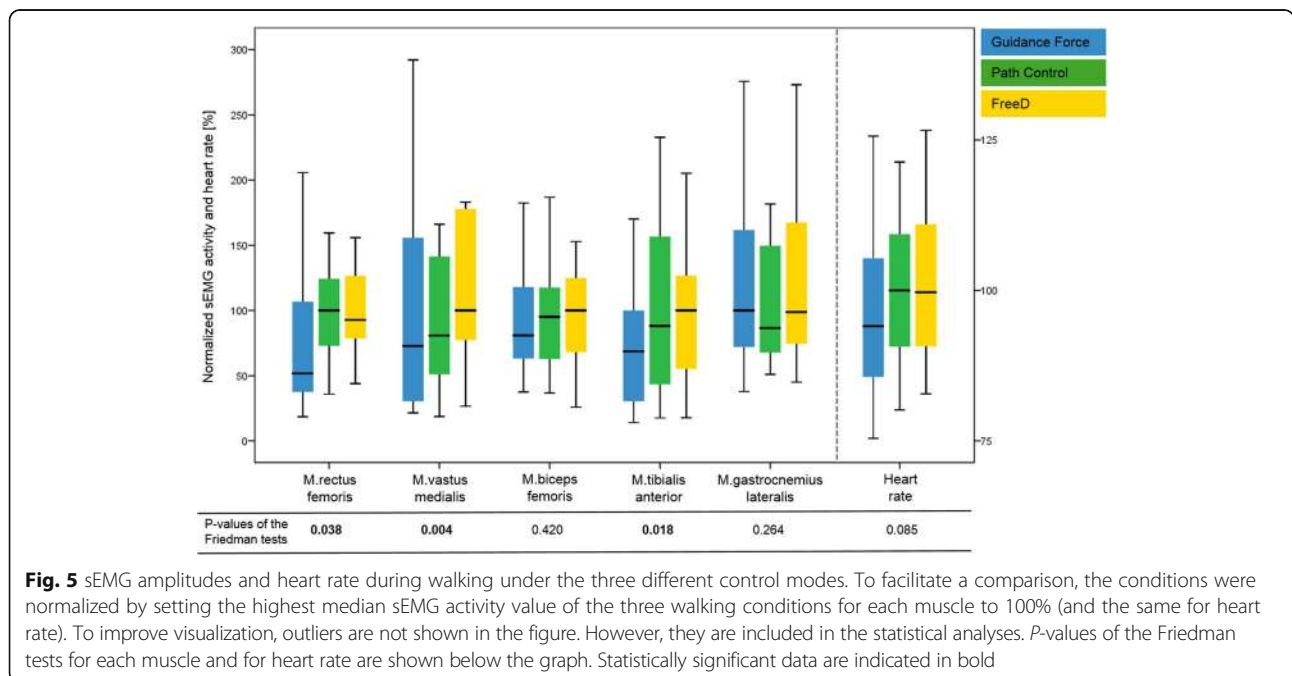 Normalized sEMG activity and heart rate [%]
300
250
200
150
100
50
0
125
100
75
Guidance Force
Path Control
FreeD
M.rectus femoris
M.vastus medialis
M.biceps femoris
M.tibialis anterior
M.gastrocnemius lateralis
Heart rate
P-values of the Friedman tests
0.038 0.004 0.420 0.018 0.264 0.085
Fig. 5 sEMG amplitudes and heart rate during walking under the three different control modes. To facilitate a comparison, the conditions were
normalized by setting the highest median sEMG activity value of the three walking conditions for each muscle to 100% (and the same for heart
rate). To improve visualization, outliers are not shown in the figure. However, they are included in the statistical analyses. P-values of the Friedman
tests for each muscle and for heart rate are shown below the graph. Statistically significant data are indicated in bold